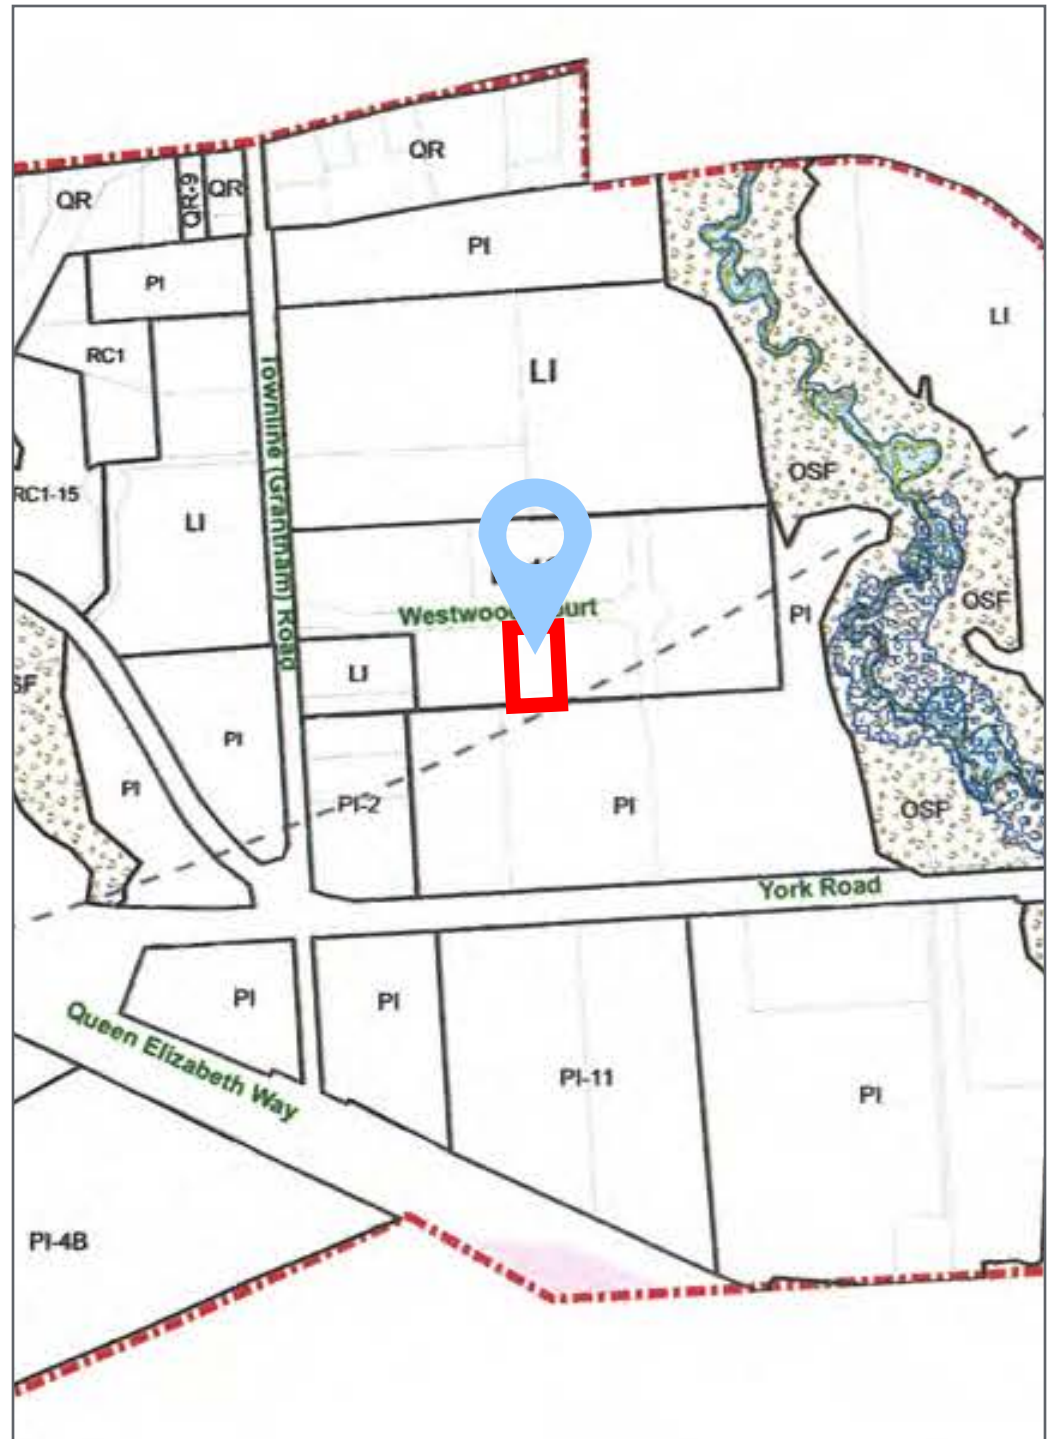 QR
QR
QR-9
QR
PI
PI
LI
RC1
LI
Townline (Grantham) Road
OSF
RC1-15
LI
OSF
PI
LI
PI
PI
PI-2
PI
OSF
York Road
PI
PI
Queen Elizabeth Way
PI-11
PI
PI-4B